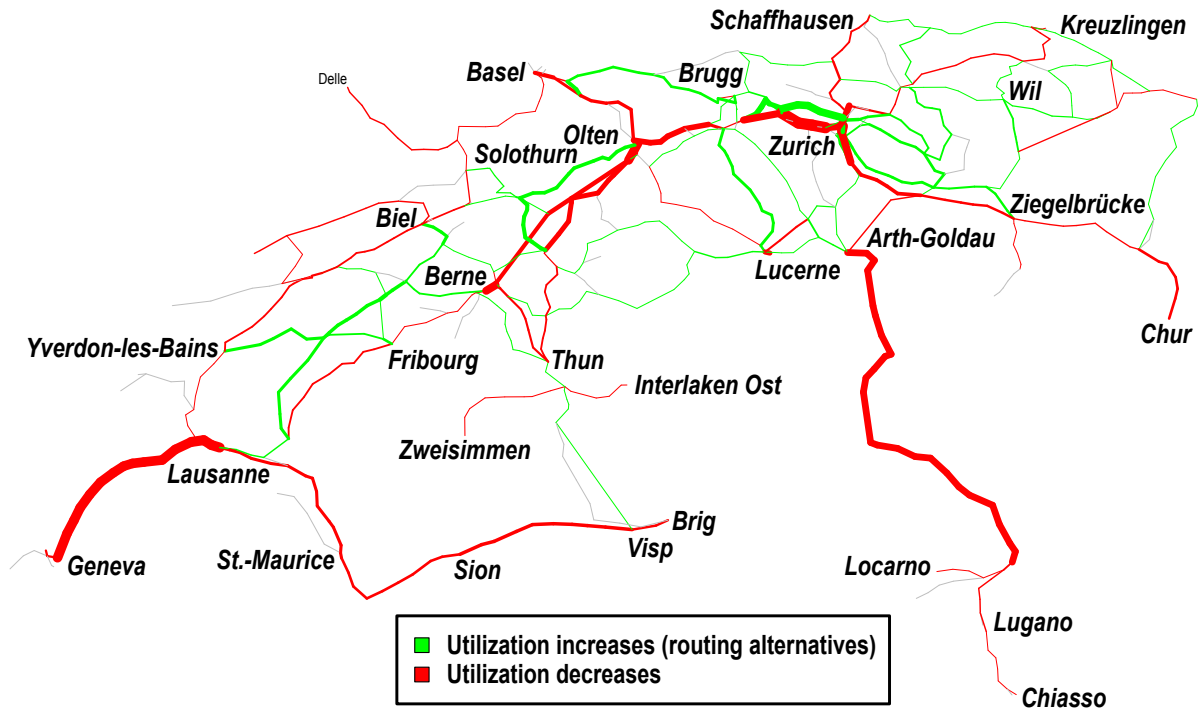 Schaffhausen
Kreuzlingen
Basel
Brugg
Delle
Wil
Olten
Zurich
Solothurn
Ziegelbrücke
Biel
Arth-Goldau
Berne
Lucerne
Chur
Yverdon-les-Bains
Fribourg
Thun
Interlaken Ost
Zweisimmen
Lausanne
Brig
Visp
Geneva
St.-Maurice
Sion
Locarno
Lugano
Utilization increases (routing alternatives)
Utilization decreases
Chiasso